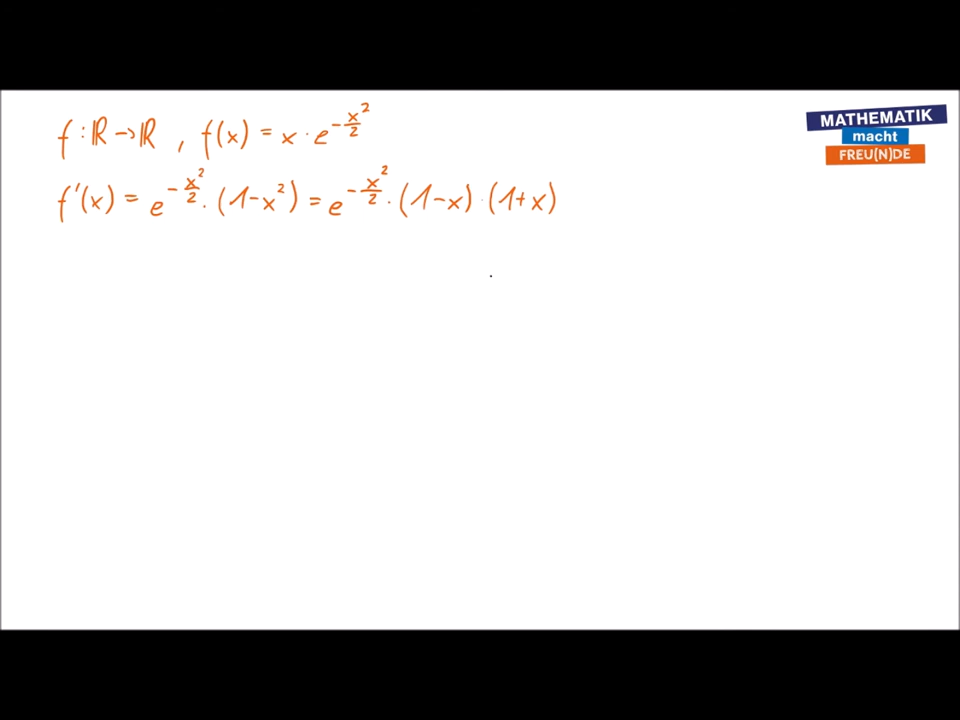 f : ℝ → ℝ , f(x) = x · e^(-x²/2)
f'(x) = e^(-x²/2) · (1-x²) = e^(-x²/2) · (1-x) · (1+x)
MATHEMATIK
macht
FREU(N)DE